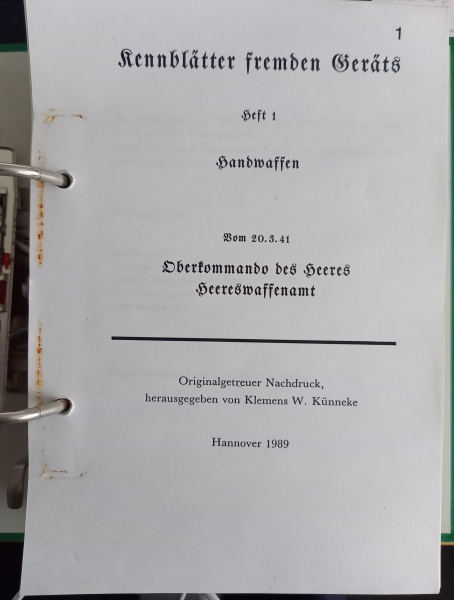 1
Kennblätter fremden Geräts
Heft 1
Handwaffen
Vom 20.3.41
Oberkommando des Heeres
Heereswaffenamt
Originalgetreuer Nachdruck,
herausgegeben von Klemens W. Künneke
Hannover 1989